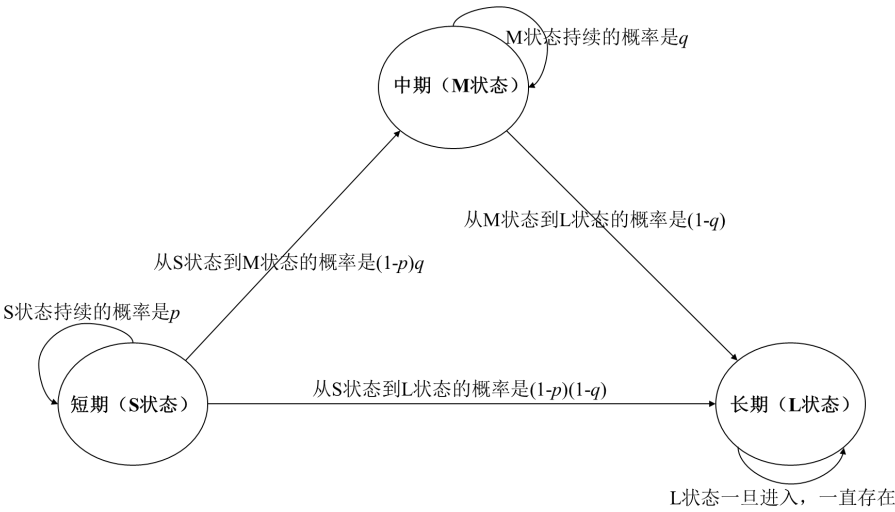 M状态持续的概率是q
中期（M状态）
从M状态到L状态的概率是(1-q)
从S状态到M状态的概率是(1-p)q
S状态持续的概率是p
从S状态到L状态的概率是(1-p)(1-q)
短期（S状态）
长期（L状态）
L状态一旦进入，一直存在